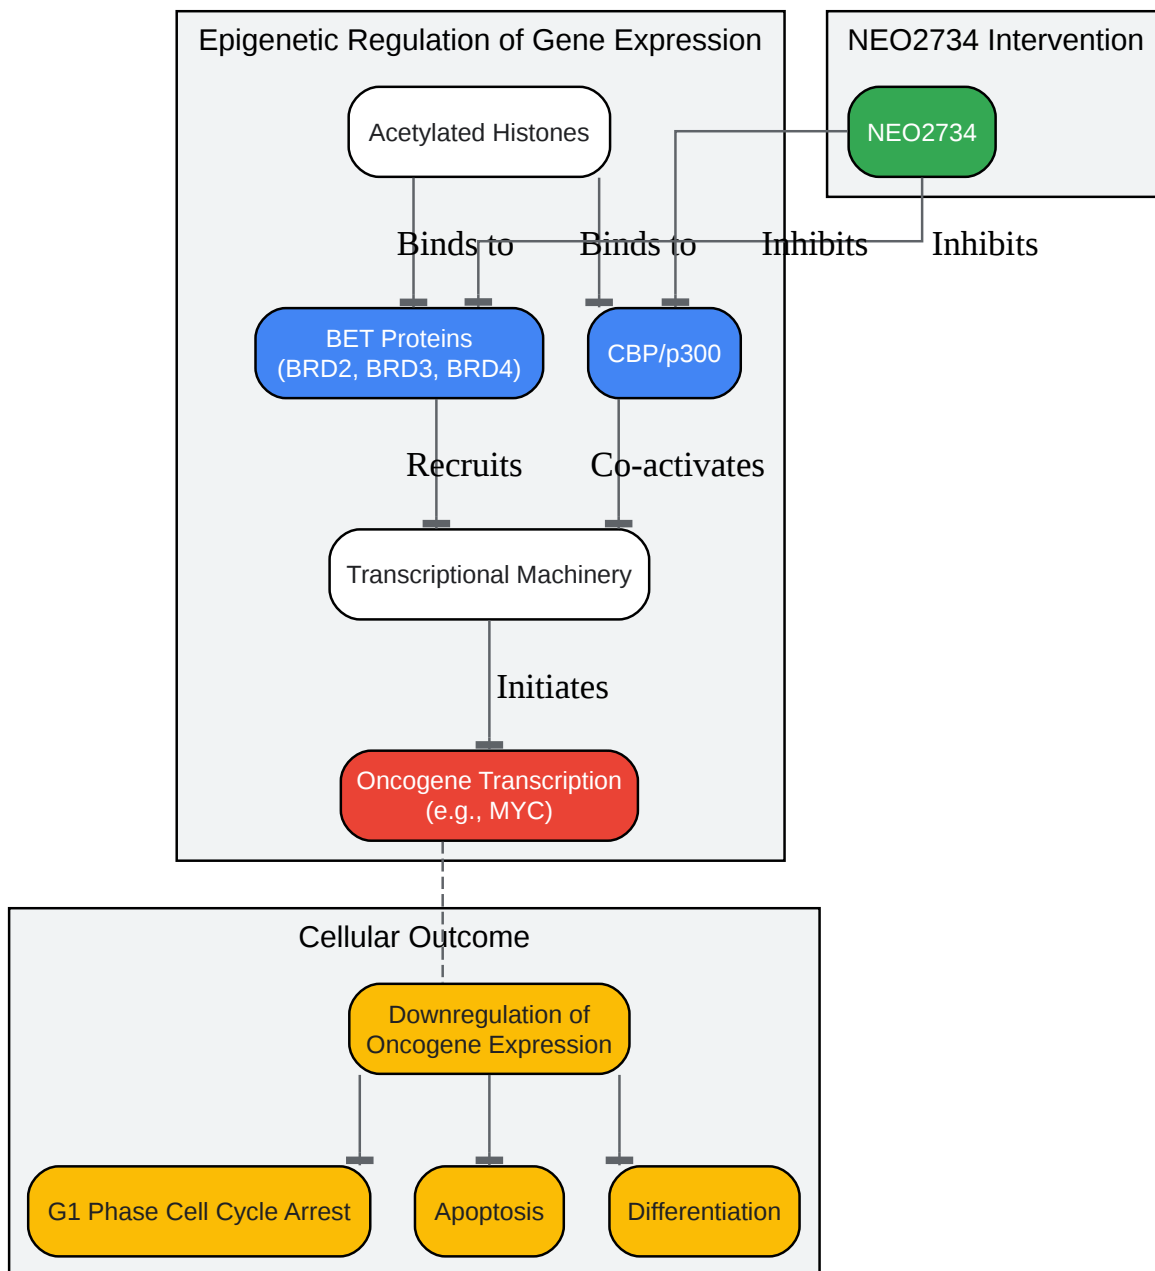 Epigenetic Regulation of Gene Expression
NEO2734 Intervention
Acetylated Histones
NEO2734
Binds to
Binds to
Inhibits
Inhibits
BET Proteins
(BRD2, BRD3, BRD4)
CBP/p300
Recruits
Co-activates
Transcriptional Machinery
Initiates
Oncogene Transcription
(e.g., MYC)
Cellular Outcome
Downregulation of
Oncogene Expression
G1 Phase Cell Cycle Arrest
Apoptosis
Differentiation